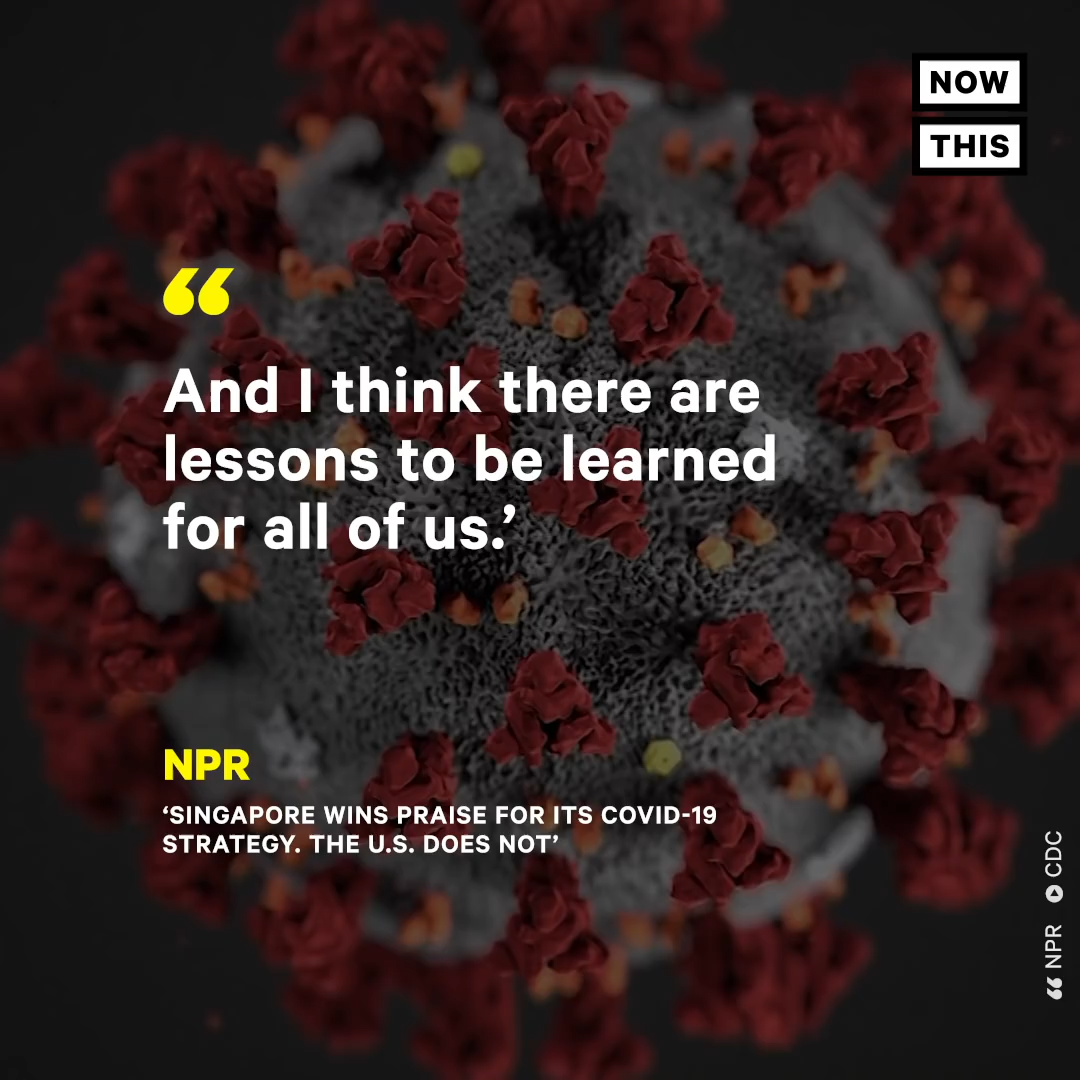 NOW
THIS
“
And I think there are
lessons to be learned
for all of us.’
NPR
‘SINGAPORE WINS PRAISE FOR ITS COVID-19
STRATEGY. THE U.S. DOES NOT’
“ NPR CDC